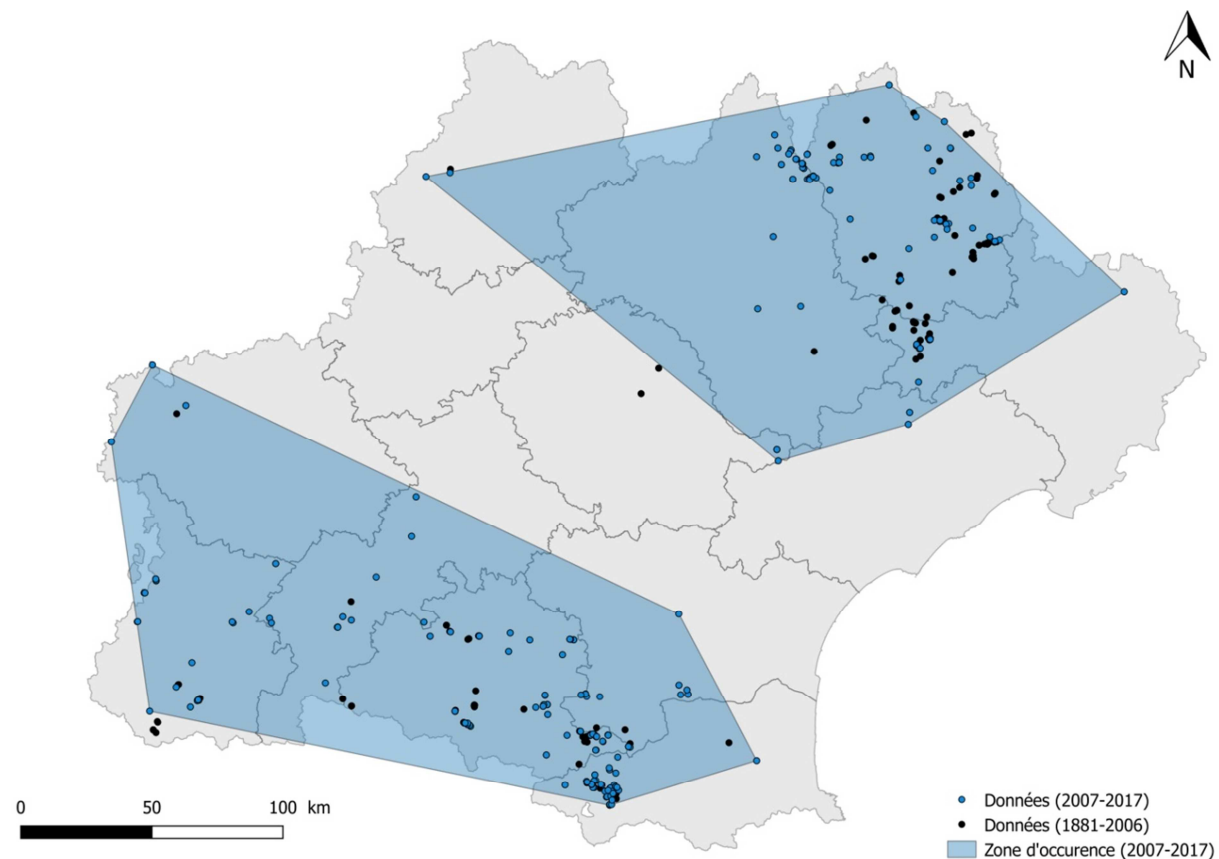 N
0 50 100 km
Données (2007-2017)
Données (1881-2006)
Zone d'occurence (2007-2017)